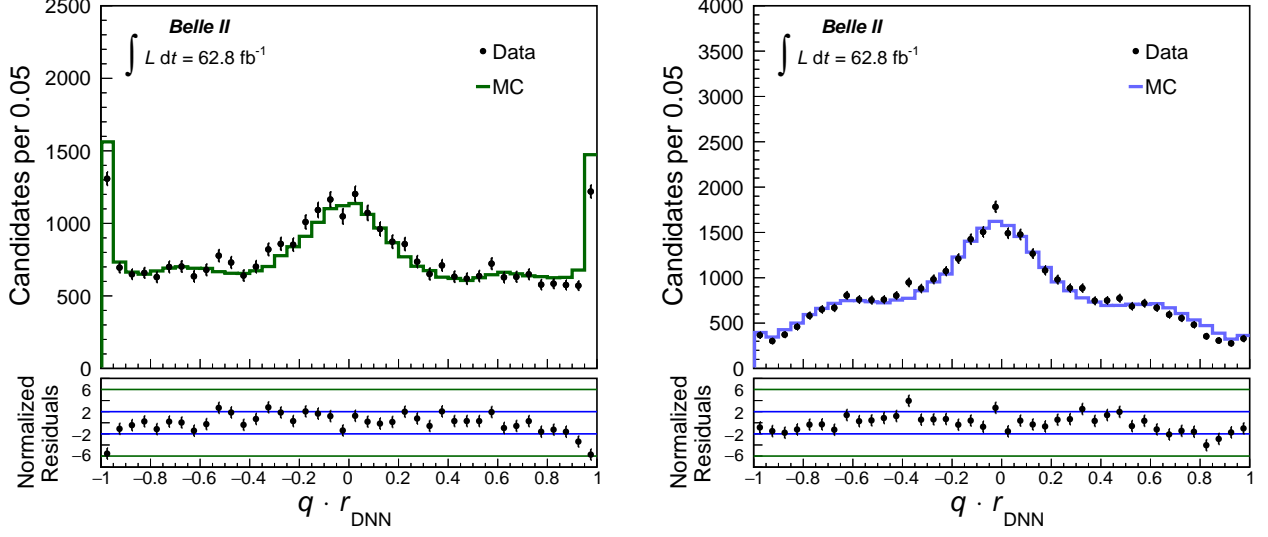 Belle II
∫ L dt = 62.8 fb⁻¹
Data
MC
Candidates per 0.05
2500
2000
1500
1000
500
0
Normalized
Residuals
6
2
−2
−6
−1 −0.8 −0.6 −0.4 −0.2 0 0.2 0.4 0.6 0.8 1
q · r_DNN
Belle II
∫ L dt = 62.8 fb⁻¹
Data
MC
Candidates per 0.05
4000
3500
3000
2500
2000
1500
1000
500
0
Normalized
Residuals
6
2
−2
−6
−1 −0.8 −0.6 −0.4 −0.2 0 0.2 0.4 0.6 0.8 1
q · r_DNN